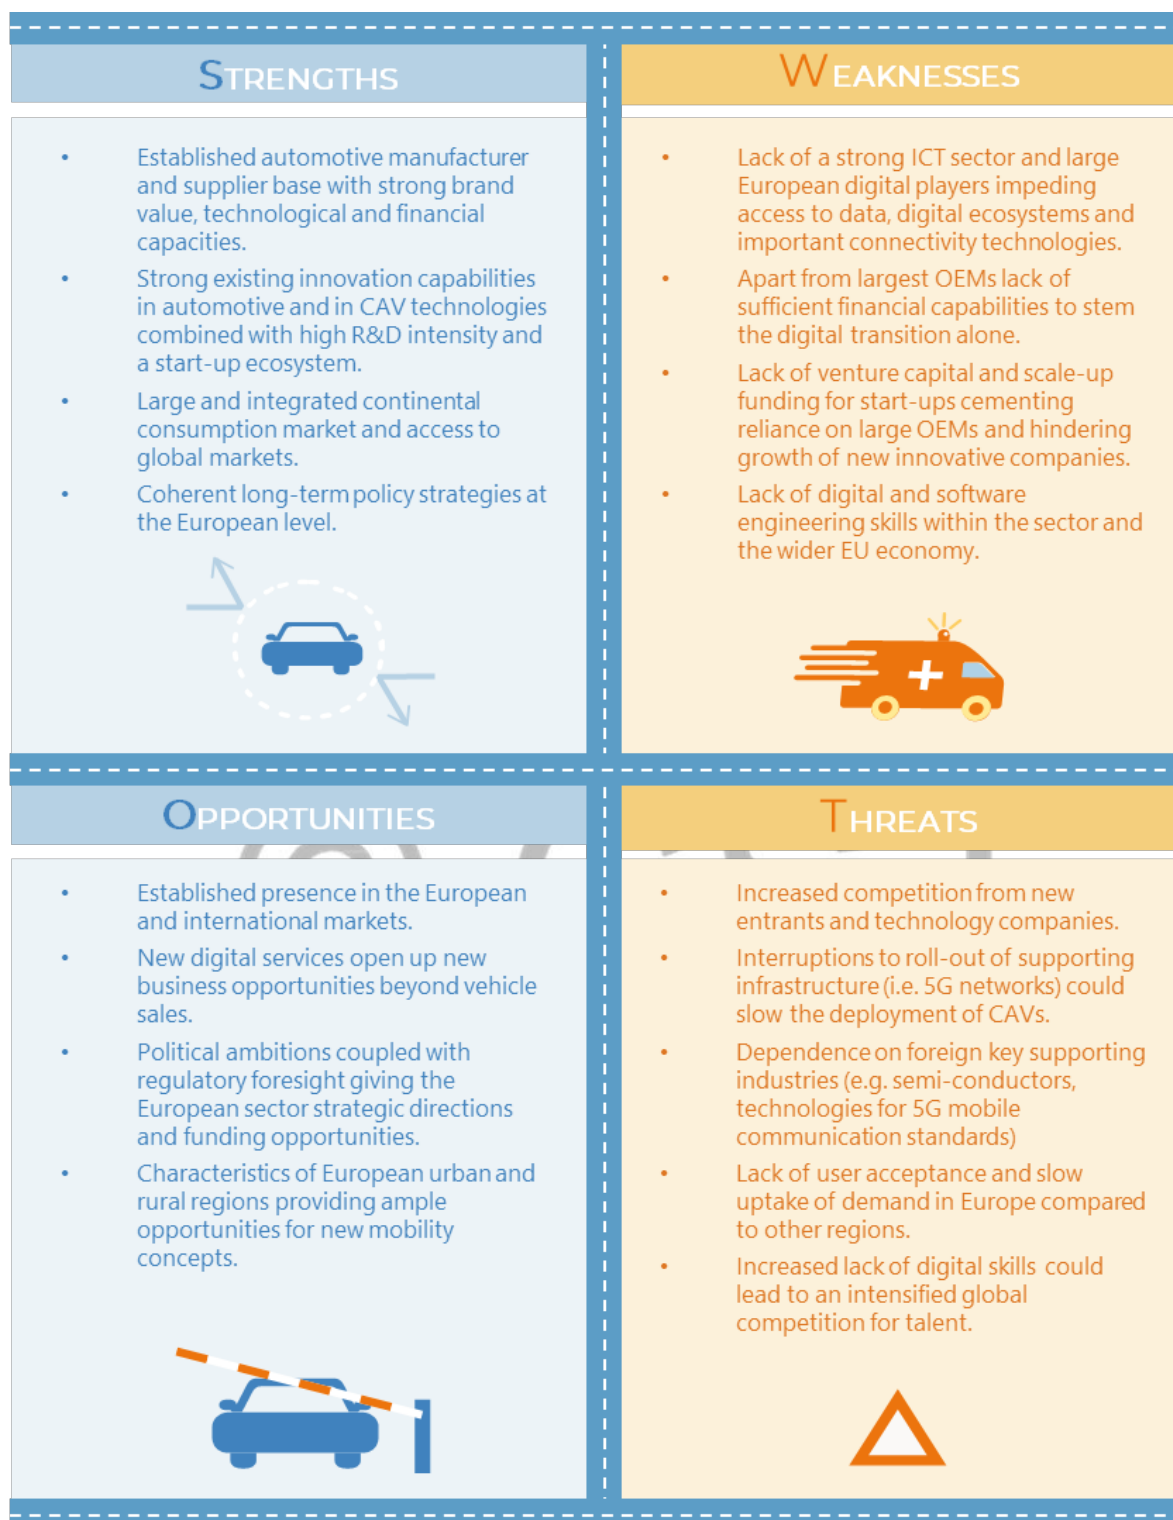 STRENGTHS
• Established automotive manufacturer
and supplier base with strong brand
value, technological and financial
capacities.
• Strong existing innovation capabilities
in automotive and in CAV technologies
combined with high R&D intensity and
a start-up ecosystem.
• Large and integrated continental
consumption market and access to
global markets.
• Coherent long-term policy strategies at
the European level.
WEAKNESSES
• Lack of a strong ICT sector and large
European digital players impeding
access to data, digital ecosystems and
important connectivity technologies.
• Apart from largest OEMs lack of
sufficient financial capabilities to stem
the digital transition alone.
• Lack of venture capital and scale-up
funding for start-ups cementing
reliance on large OEMs and hindering
growth of new innovative companies.
• Lack of digital and software
engineering skills within the sector and
the wider EU economy.
OPPORTUNITIES
• Established presence in the European
and international markets.
• New digital services open up new
business opportunities beyond vehicle
sales.
• Political ambitions coupled with
regulatory foresight giving the
European sector strategic directions
and funding opportunities.
• Characteristics of European urban and
rural regions providing ample
opportunities for new mobility
concepts.
THREATS
• Increased competition from new
entrants and technology companies.
• Interruptions to roll-out of supporting
infrastructure (i.e. 5G networks) could
slow the deployment of CAVs.
• Dependence on foreign key supporting
industries (e.g. semi-conductors,
technologies for 5G mobile
communication standards)
• Lack of user acceptance and slow
uptake of demand in Europe compared
to other regions.
• Increased lack of digital skills could
lead to an intensified global
competition for talent.